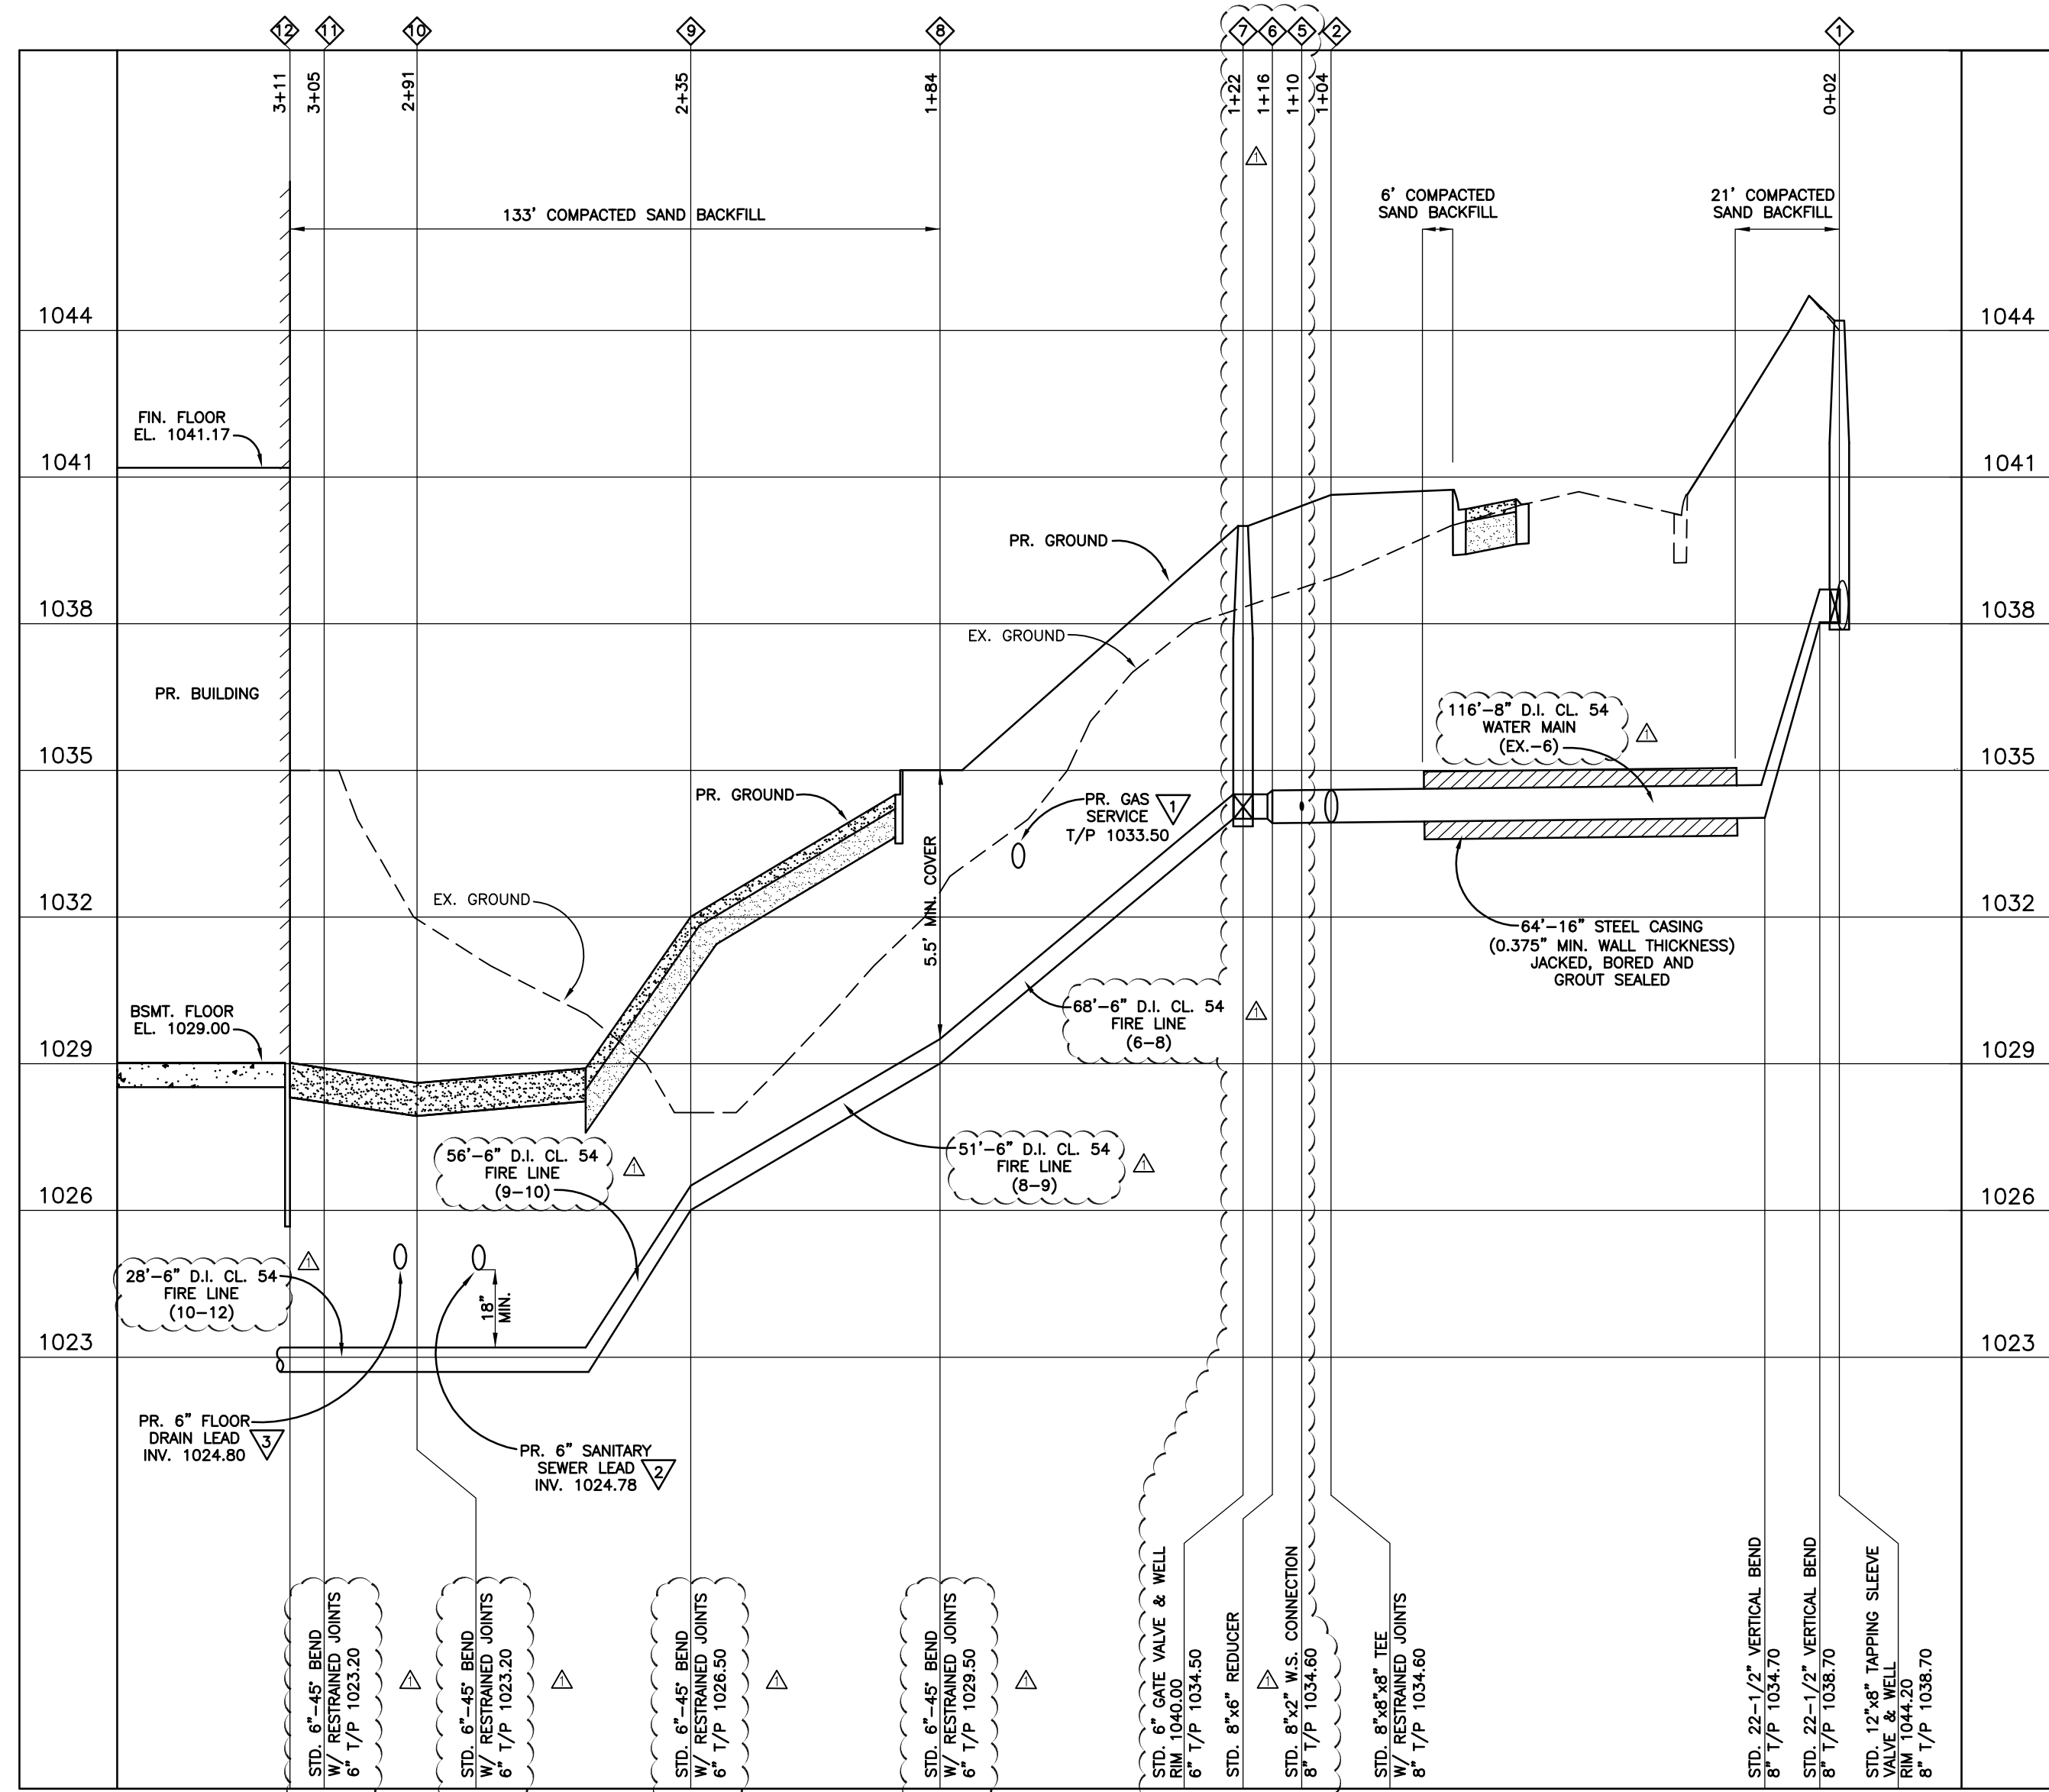 12
11
10
9
8
7
6
5
2
1
3+11
3+05
2+91
2+35
1+84
1+22
1+16
1+10
1+04
0+02
1
133' COMPACTED SAND BACKFILL
6' COMPACTED
SAND BACKFILL
21' COMPACTED
SAND BACKFILL
1044
1044
FIN. FLOOR
EL. 1041.17
1041
1041
PR. GROUND
1038
1038
EX. GROUND
PR. BUILDING
116'-8" D.I. CL. 54
WATER MAIN
(EX.-6)
1
1035
1035
PR. GROUND
PR. GAS
SERVICE
T/P 1033.50
1
5.5' MIN. COVER
EX. GROUND
1032
1032
64'-16" STEEL CASING
(0.375" MIN. WALL THICKNESS)
JACKED, BORED AND
GROUT SEALED
BSMT. FLOOR
EL. 1029.00
68'-6" D.I. CL. 54
FIRE LINE
(6-8)
1
1029
1029
56'-6" D.I. CL. 54
FIRE LINE
(9-10)
1
51'-6" D.I. CL. 54
FIRE LINE
(8-9)
1
1026
1026
28'-6" D.I. CL. 54
FIRE LINE
(10-12)
1
18"
MIN.
1023
1023
PR. 6" FLOOR
DRAIN LEAD
INV. 1024.80
3
PR. 6" SANITARY
SEWER LEAD
INV. 1024.78
2
STD. 6"-45° BEND
W/ RESTRAINED JOINTS
6" T/P 1023.20
1
STD. 6"-45° BEND
W/ RESTRAINED JOINTS
6" T/P 1023.20
1
STD. 6"-45° BEND
W/ RESTRAINED JOINTS
6" T/P 1026.50
1
STD. 6"-45° BEND
W/ RESTRAINED JOINTS
6" T/P 1029.50
1
STD. 6" GATE VALVE & WELL
RIM 1040.00
6" T/P 1034.50
STD. 8"x6" REDUCER
1
STD. 8"x2" W.S. CONNECTION
8" T/P 1034.60
STD. 8"x8"x8" TEE
W/ RESTRAINED JOINTS
8" T/P 1034.60
STD. 22-1/2° VERTICAL BEND
8" T/P 1034.70
STD. 22-1/2° VERTICAL BEND
8" T/P 1038.70
STD. 12"x8" TAPPING SLEEVE
VALVE & WELL
RIM 1044.20
8" T/P 1038.70